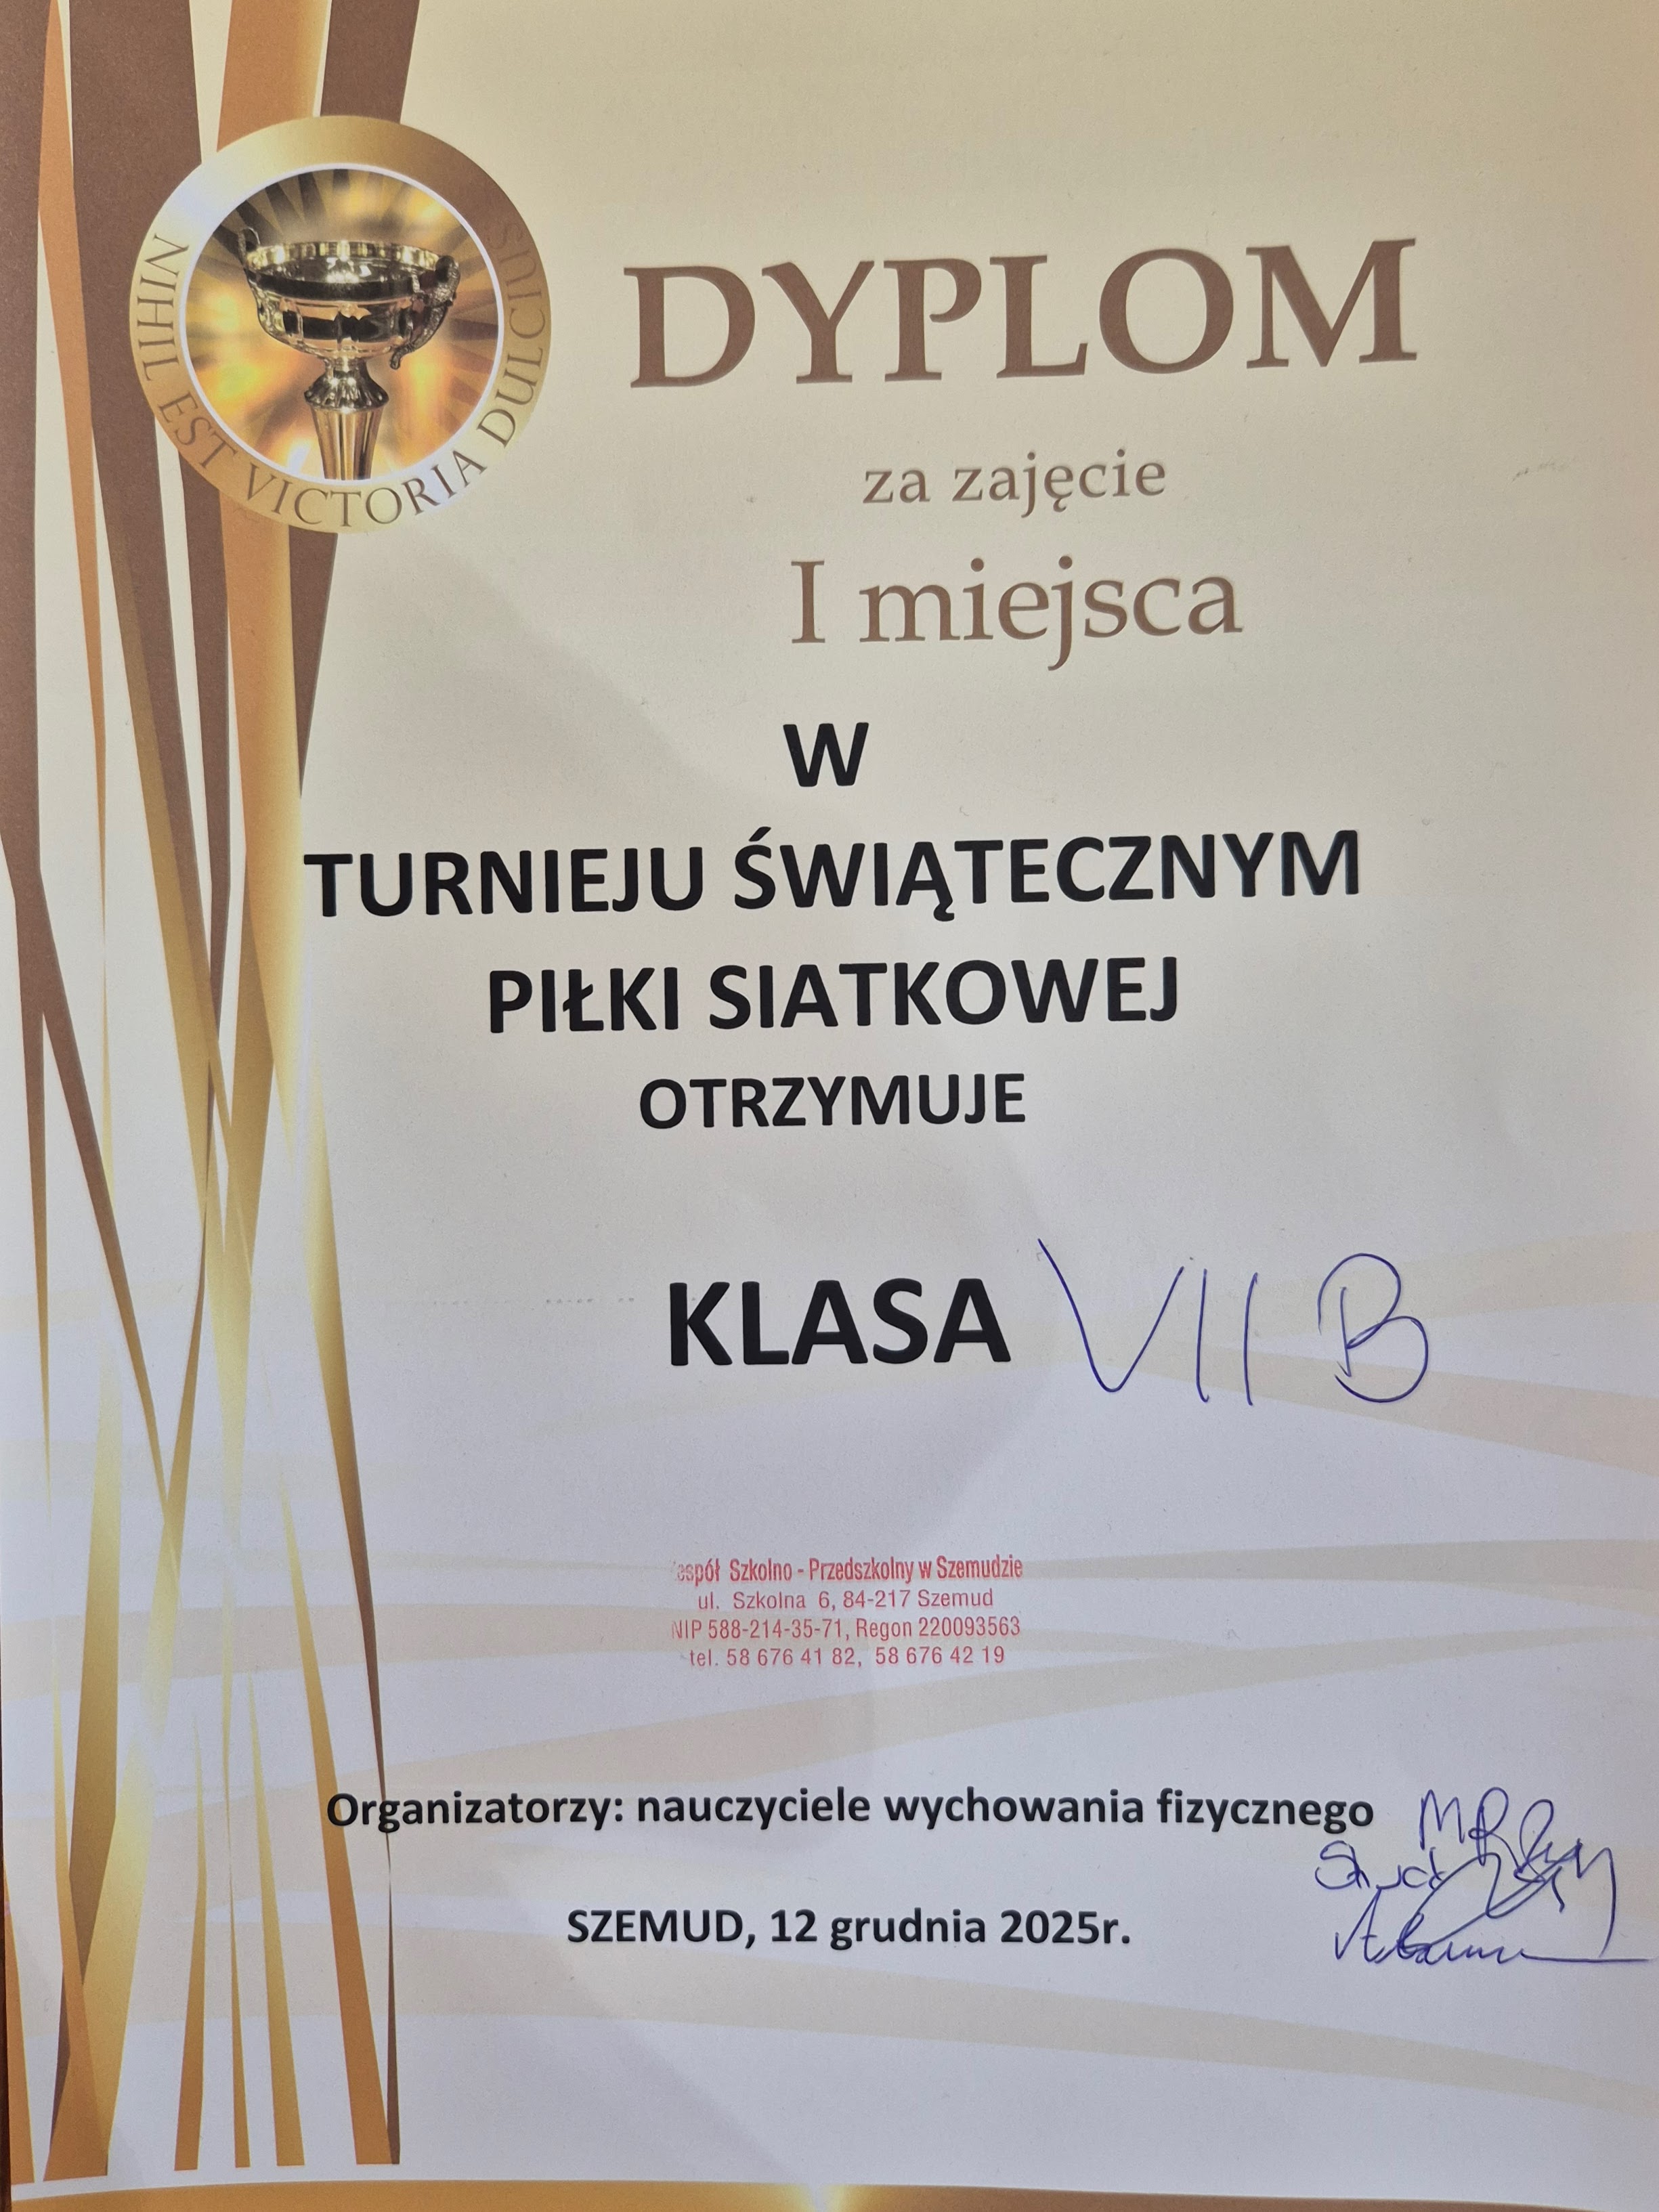 NIHIL EST VICTORIA DULCIUS
DYPLOM
za zajęcie
I miejsca
W
TURNIEJU ŚWIĄTECZNYM
PIŁKI SIATKOWEJ
OTRZYMUJE
KLASA VII B
espół Szkolno - Przedszkolny w Szemudzie
ul. Szkolna 6, 84-217 Szemud
NIP 588-214-35-71, Regon 220093563
tel. 58 676 41 82, 58 676 42 19
Organizatorzy: nauczyciele wychowania fizycznego
SZEMUD, 12 grudnia 2025r.